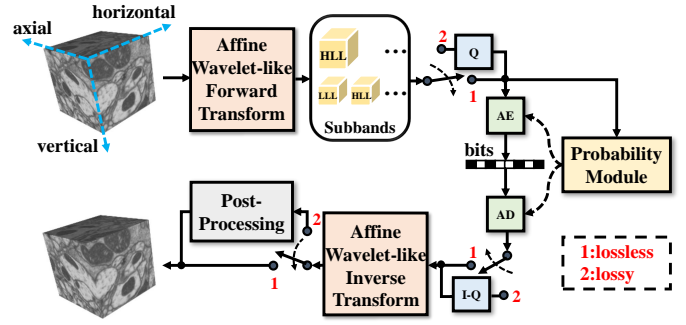 horizontal
axial
vertical
Affine
Wavelet-like
Forward
Transform
HLL
LLL
HLL
Subbands
2
Q
1
AE
bits
Probability
Module
AD
Post-
Processing
2
1
Affine
Wavelet-like
Inverse
Transform
1
I-Q
2
1:lossless
2:lossy